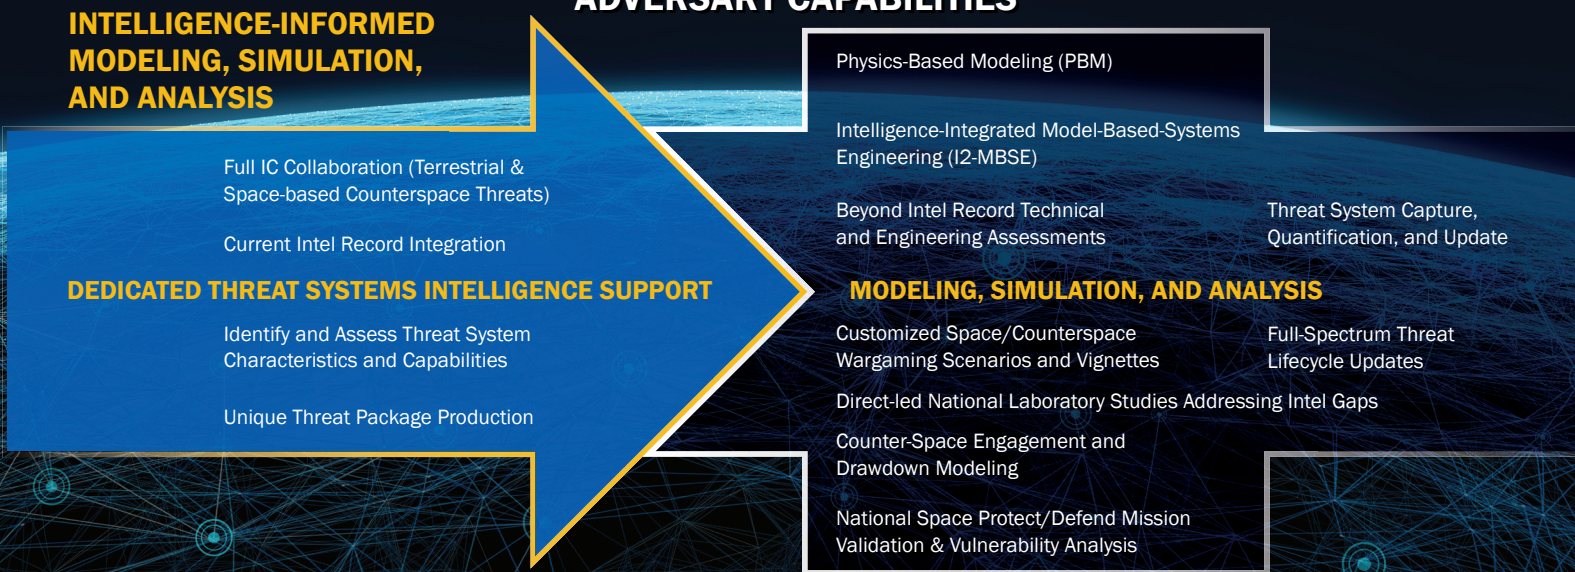 ADVERSARY CAPABILITIES
INTELLIGENCE-INFORMED
MODELING, SIMULATION,
AND ANALYSIS
Full IC Collaboration (Terrestrial &
Space-based Counterspace Threats)
Current Intel Record Integration
DEDICATED THREAT SYSTEMS INTELLIGENCE SUPPORT
Identify and Assess Threat System
Characteristics and Capabilities
Unique Threat Package Production
Physics-Based Modeling (PBM)
Intelligence-Integrated Model-Based-Systems
Engineering (I2-MBSE)
Beyond Intel Record Technical
and Engineering Assessments
Threat System Capture,
Quantification, and Update
MODELING, SIMULATION, AND ANALYSIS
Customized Space/Counterspace
Wargaming Scenarios and Vignettes
Full-Spectrum Threat
Lifecycle Updates
Direct-led National Laboratory Studies Addressing Intel Gaps
Counter-Space Engagement and
Drawdown Modeling
National Space Protect/Defend Mission
Validation & Vulnerability Analysis